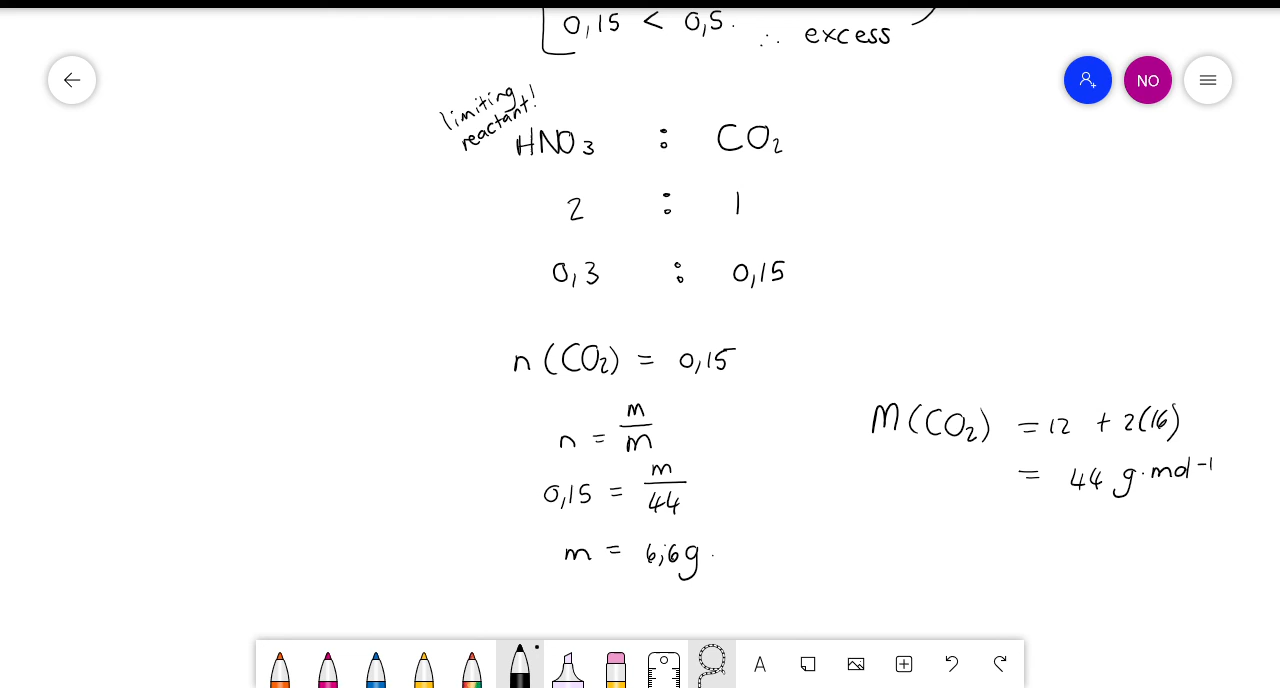 0,15 < 0,5. ∴ excess
NO
limiting
reactant!
HNO₃ : CO₂
2 : 1
0,3 : 0,15
n(CO₂) = 0,15
n = m/M
M(CO₂) = 12 + 2(16)
0,15 = m/44
= 44 g·mol⁻¹
m = 6,6g.
A